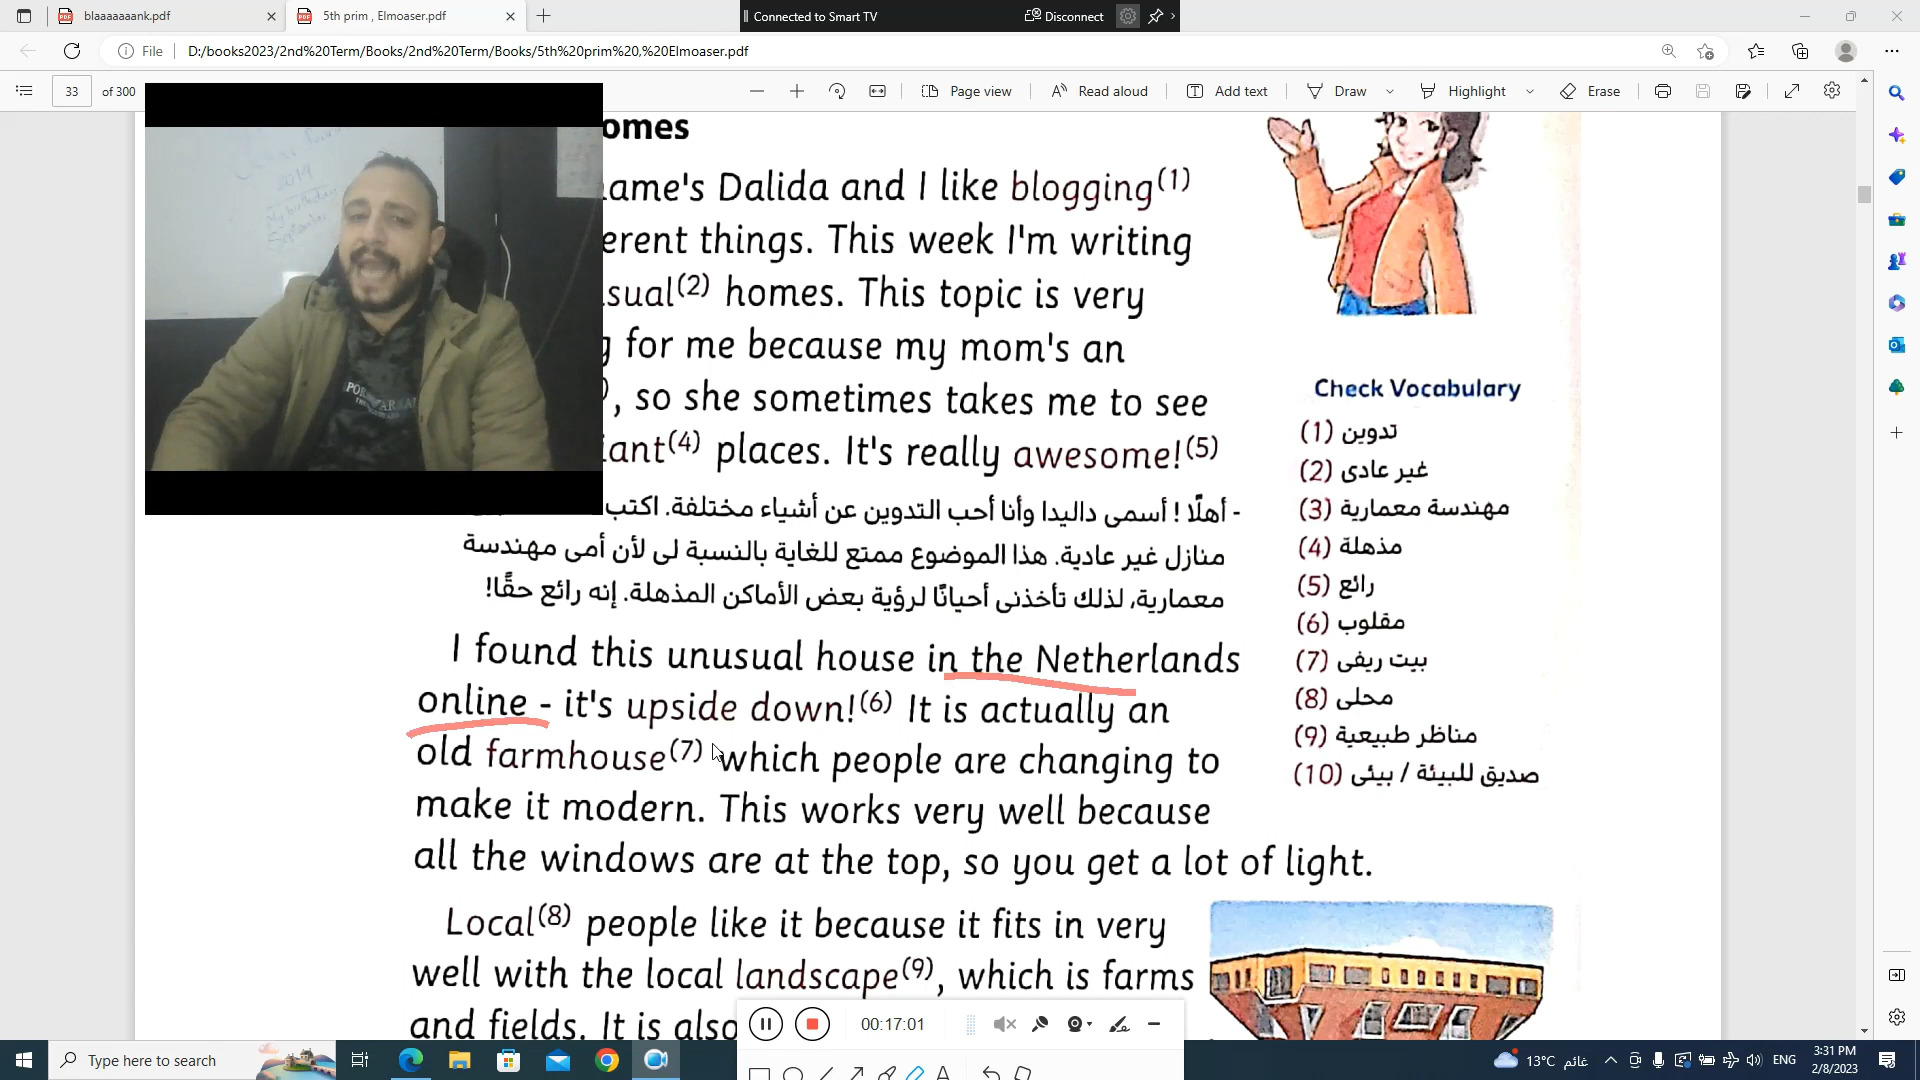 blaaaaaaank.pdf
5th prim , Elmoaser.pdf
Connected to Smart TV
Disconnect
File
D:/books2023/2nd%20Term/Books/2nd%20Term/Books/5th%20prim%20,%20Elmoaser.pdf
33 of 300
Page view
Read aloud
Add text
Draw
Highlight
Erase
omes
ame's Dalida and I like blogging(1)
erent things. This week I'm writing
sual(2) homes. This topic is very
g for me because my mom's an
, so she sometimes takes me to see
iant(4) places. It's really awesome!(5)
- أهلًا ! أسمى داليدا وأنا أحب التدوين عن أشياء مختلفة. اكتب
منازل غير عادية. هذا الموضوع ممتع للغاية بالنسبة لى لأن أمى مهندسة
معمارية، لذلك تأخذنى أحيانًا لرؤية بعض الأماكن المذهلة. إنه رائع حقًّا!
I found this unusual house in the Netherlands
online - it's upside down!(6) It is actually an
old farmhouse(7) which people are changing to
make it modern. This works very well because
all the windows are at the top, so you get a lot of light.
Local(8) people like it because it fits in very
well with the local landscape(9), which is farms
and fields. It is also
Check Vocabulary
(1) تدوين
(2) غير عادى
(3) مهندسة معمارية
(4) مذهلة
(5) رائع
(6) مقلوب
(7) بيت ريفى
(8) محلى
(9) مناظر طبيعية
(10) صديق للبيئة / بيئى
2019
My birthday
September
00:17:01
Type here to search
13°C غائم
ENG
3:31 PM
2/8/2023